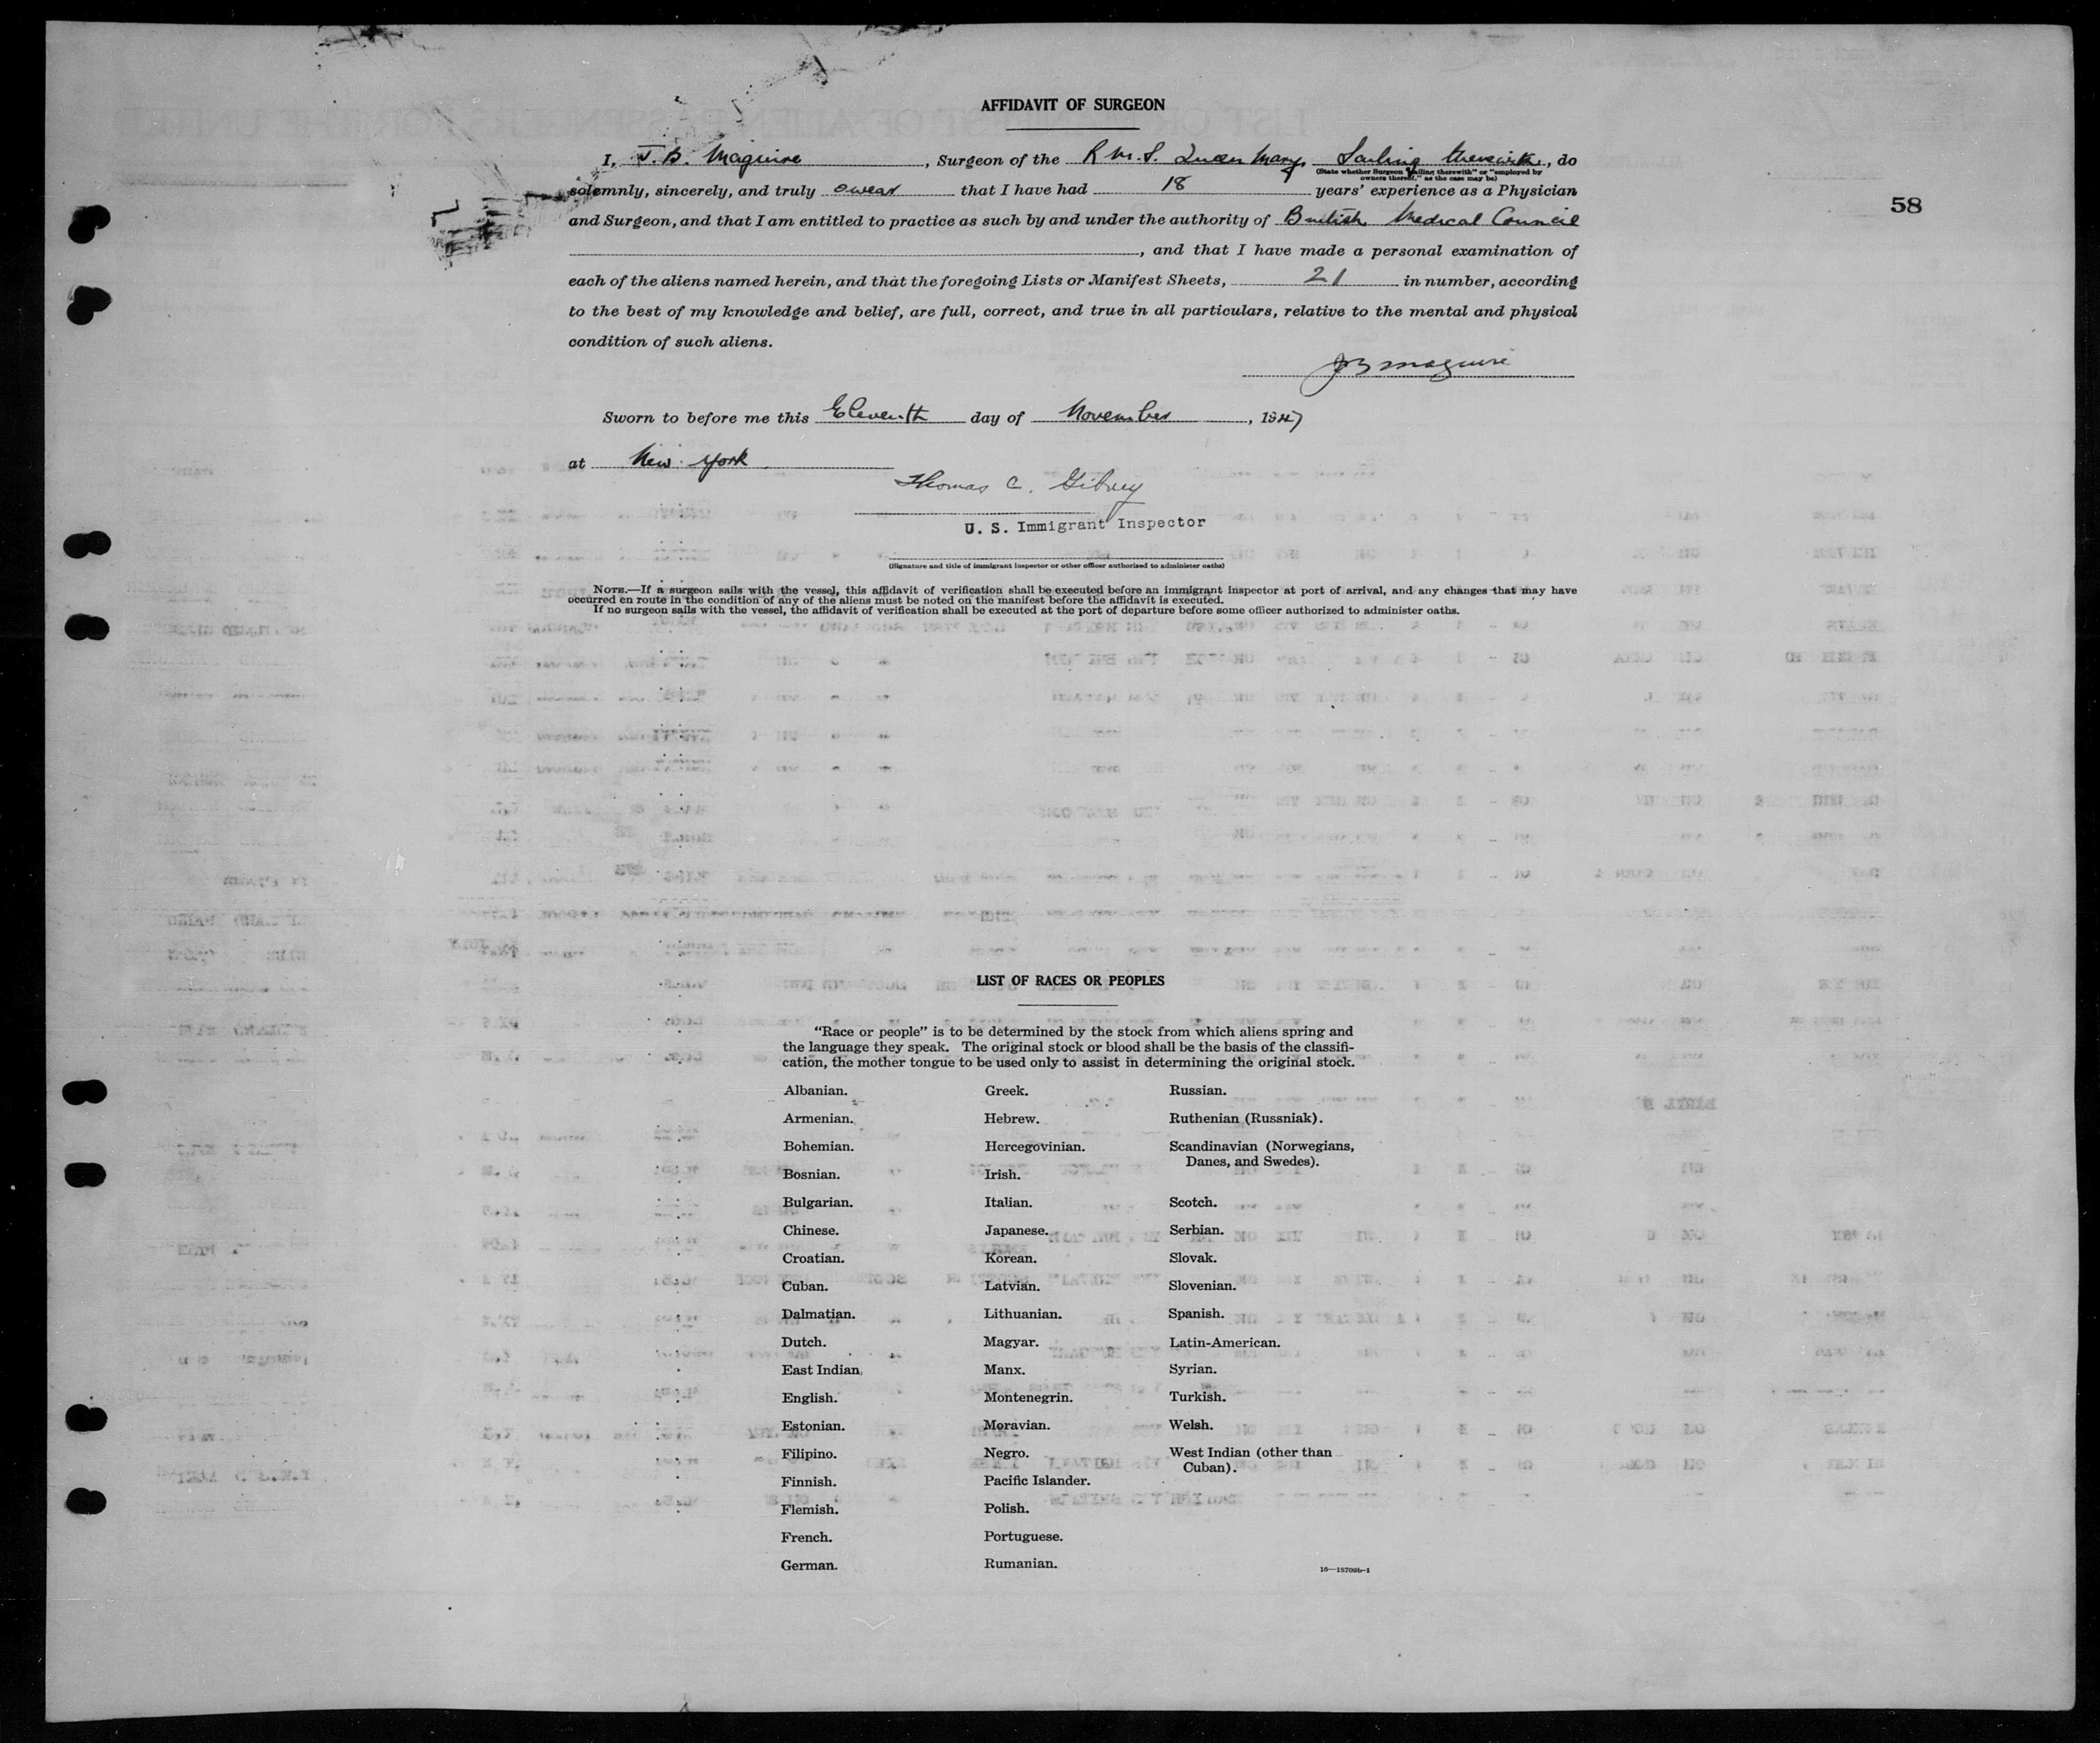 AFFIDAVIT OF SURGEON
I, J. B. Maguire, Surgeon of the R.M.S. Queen Mary Sailing therewith, do
(State whether Surgeon "sailing therewith" or "employed by
owners thereof," as the case may be)
solemnly, sincerely, and truly swear that I have had 18 years' experience as a Physician
58
and Surgeon, and that I am entitled to practice as such by and under the authority of British Medical Council
, and that I have made a personal examination of
each of the aliens named herein, and that the foregoing Lists or Manifest Sheets, 21 in number, according
to the best of my knowledge and belief, are full, correct, and true in all particulars, relative to the mental and physical
condition of such aliens.
JB Maguire
Sworn to before me this Eleventh day of November, 1947
at New York
Thomas C. Gibney
U. S. Immigrant Inspector
(Signature and title of immigrant inspector or other officer authorized to administer oaths)
NOTE.—If a surgeon sails with the vessel, this affidavit of verification shall be executed before an immigrant inspector at port of arrival, and any changes that may have
occurred en route in the condition of any of the aliens must be noted on the manifest before the affidavit is executed.
If no surgeon sails with the vessel, the affidavit of verification shall be executed at the port of departure before some officer authorized to administer oaths.
LIST OF RACES OR PEOPLES
"Race or people" is to be determined by the stock from which aliens spring and
the language they speak. The original stock or blood shall be the basis of the classifi-
cation, the mother tongue to be used only to assist in determining the original stock.
Albanian.
Armenian.
Bohemian.
Bosnian.
Bulgarian.
Chinese.
Croatian.
Cuban.
Dalmatian.
Dutch.
East Indian.
English.
Estonian.
Filipino.
Finnish.
Flemish.
French.
German.
Greek.
Hebrew.
Hercegovinian.
Irish.
Italian.
Japanese.
Korean.
Latvian.
Lithuanian.
Magyar.
Manx.
Montenegrin.
Moravian.
Negro.
Pacific Islander.
Polish.
Portuguese.
Rumanian.
Russian.
Ruthenian (Russniak).
Scandinavian (Norwegians,
Danes, and Swedes).
Scotch.
Serbian.
Slovak.
Slovenian.
Spanish.
Latin-American.
Syrian.
Turkish.
Welsh.
West Indian (other than
Cuban).
16—18709b-1